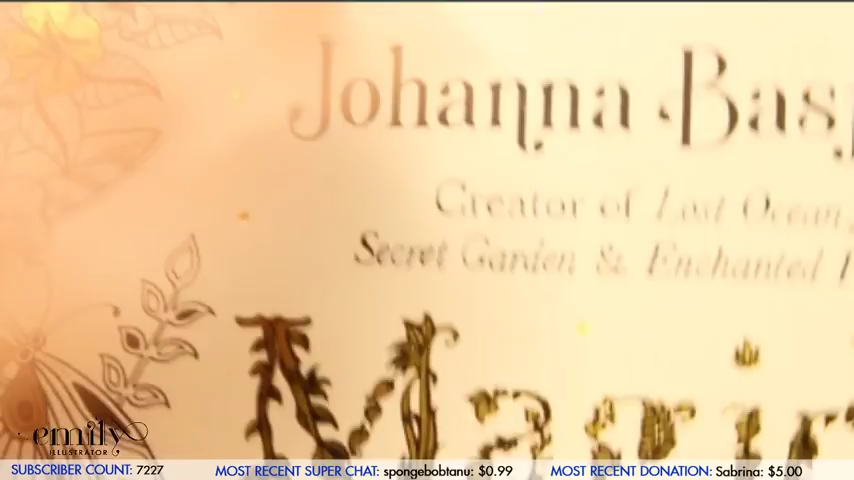 Johanna Bas
Creator of Lost Ocean,
Secret Garden & Enchanted
Magic
emily
ILLUSTRATOR
SUBSCRIBER COUNT: 7227
MOST RECENT SUPER CHAT: spongebobtanu: $0.99
MOST RECENT DONATION: Sabrina: $5.00